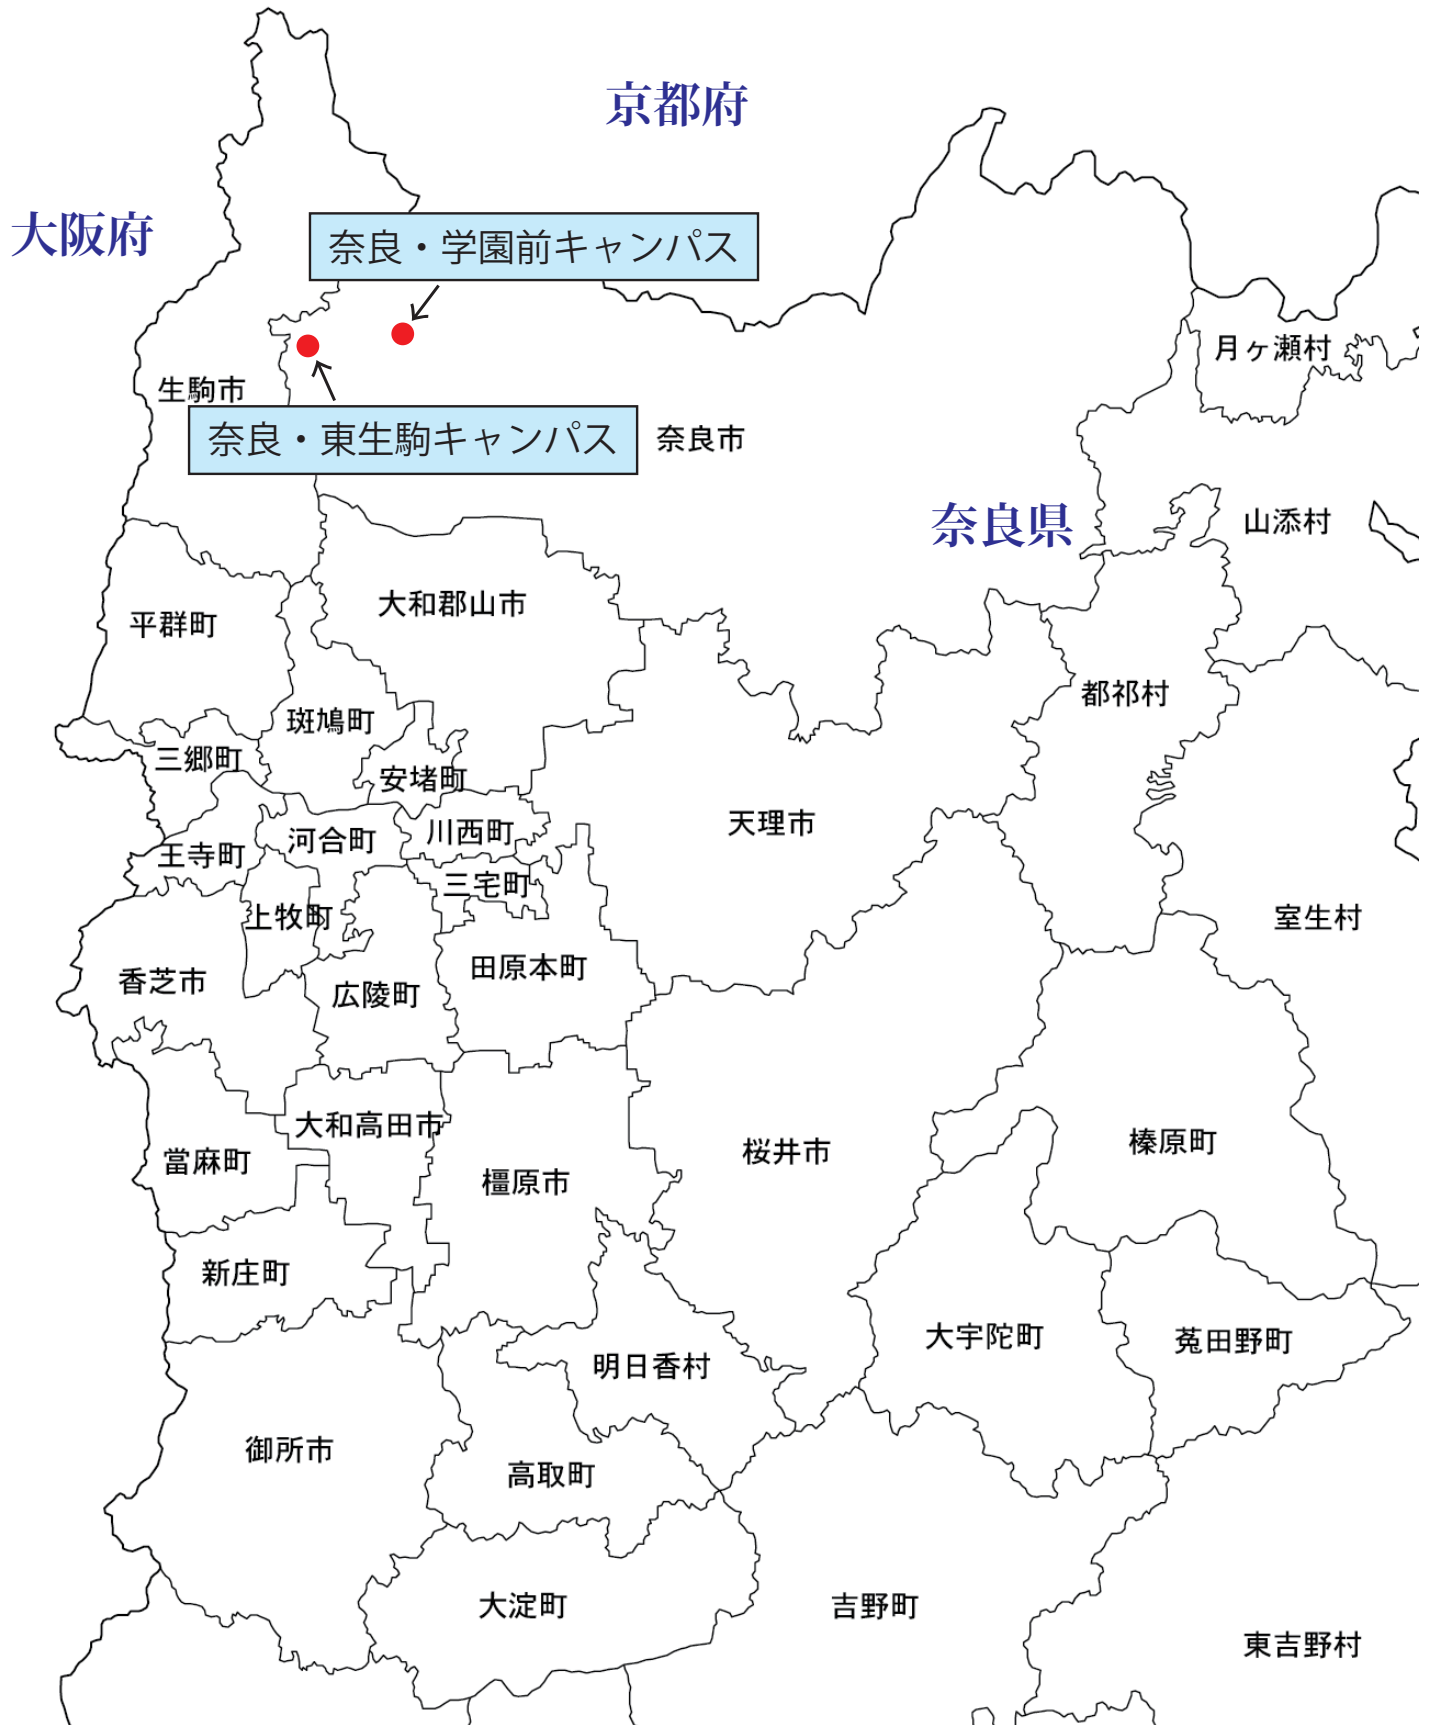 京都府
大阪府
奈良・学園前キャンパス
月ヶ瀬村
生駒市
奈良・東生駒キャンパス
奈良市
奈良県
山添村
大和郡山市
平群町
都祁村
斑鳩町
三郷町
安堵町
天理市
川西町
河合町
王寺町
三宅町
上牧町
室生村
田原本町
香芝市
広陵町
大和高田市
榛原町
桜井市
當麻町
橿原市
新庄町
大宇陀町
菟田野町
明日香村
御所市
高取町
大淀町
吉野町
東吉野村